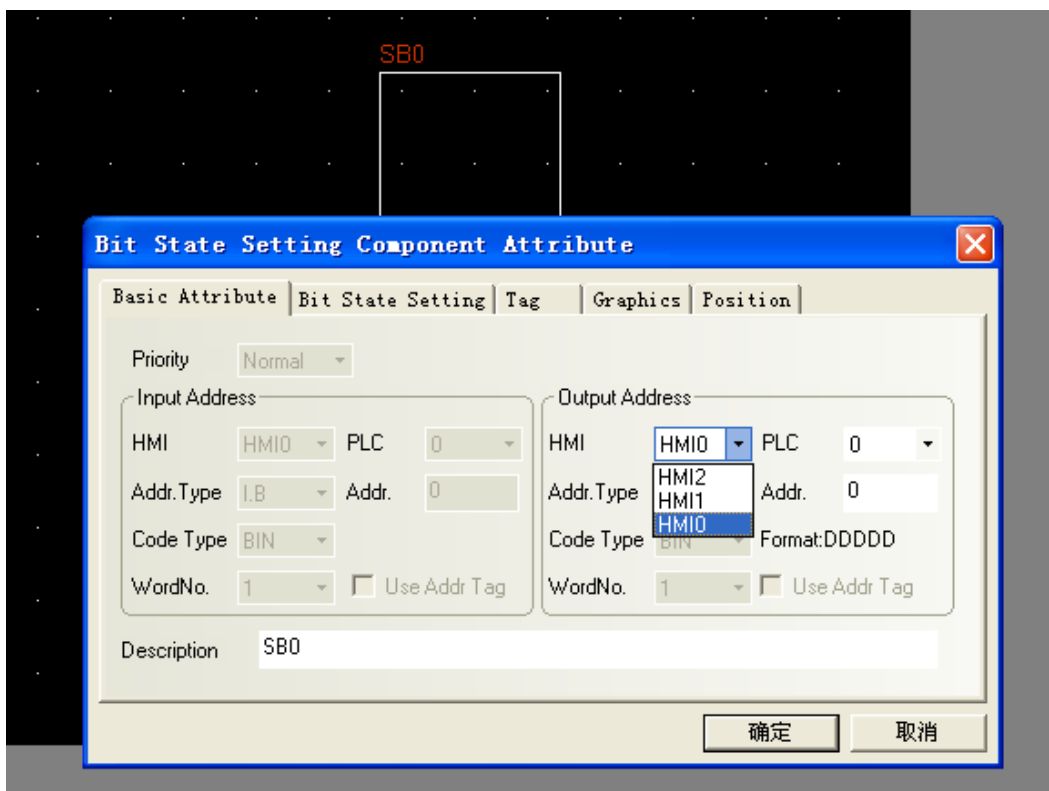 SB0
Bit State Setting Component Attribute
Basic Attribute Bit State Setting Tag Graphics Position
Priority Normal
Input Address
HMI HMI0 PLC 0
Addr.Type I.B Addr. 0
Code Type BIN
WordNo. 1 Use Addr Tag
Output Address
HMI HMI0 PLC 0
HMI2
HMI1
HMI0
Addr.Type Addr. 0
Code Type BIN Format:DDDDD
WordNo. 1 Use Addr Tag
Description SB0
确定 取消